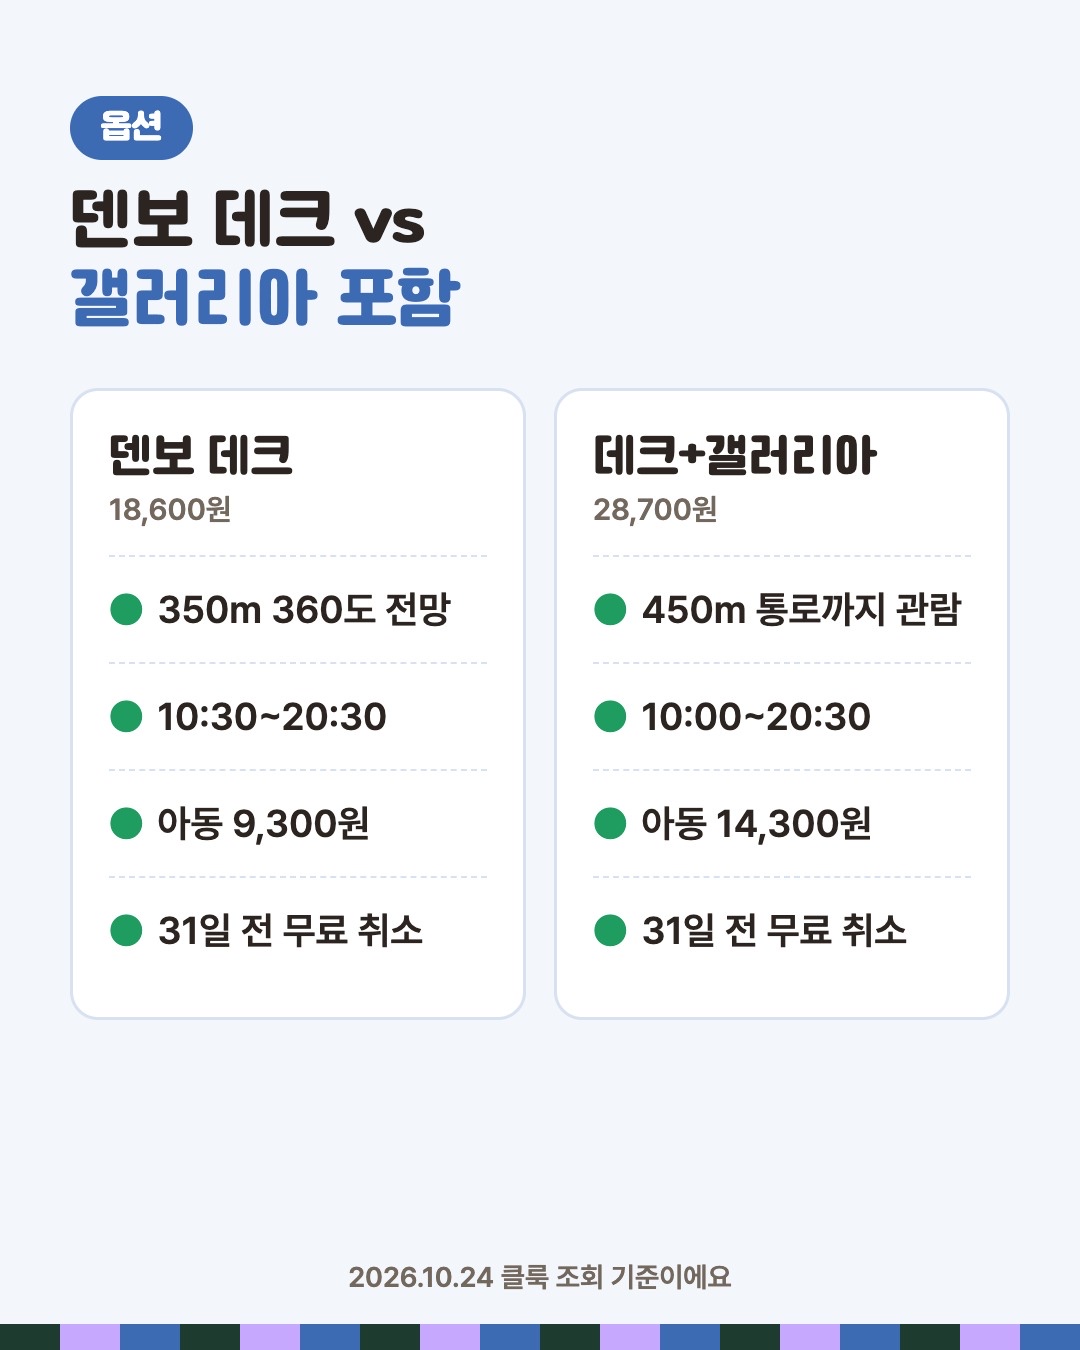 옵션
덴보 데크 vs
갤러리아 포함
덴보 데크
18,600원
350m 360도 전망
10:30~20:30
아동 9,300원
31일 전 무료 취소
데크+갤러리아
28,700원
450m 통로까지 관람
10:00~20:30
아동 14,300원
31일 전 무료 취소
2026.10.24 클룩 조회 기준이에요